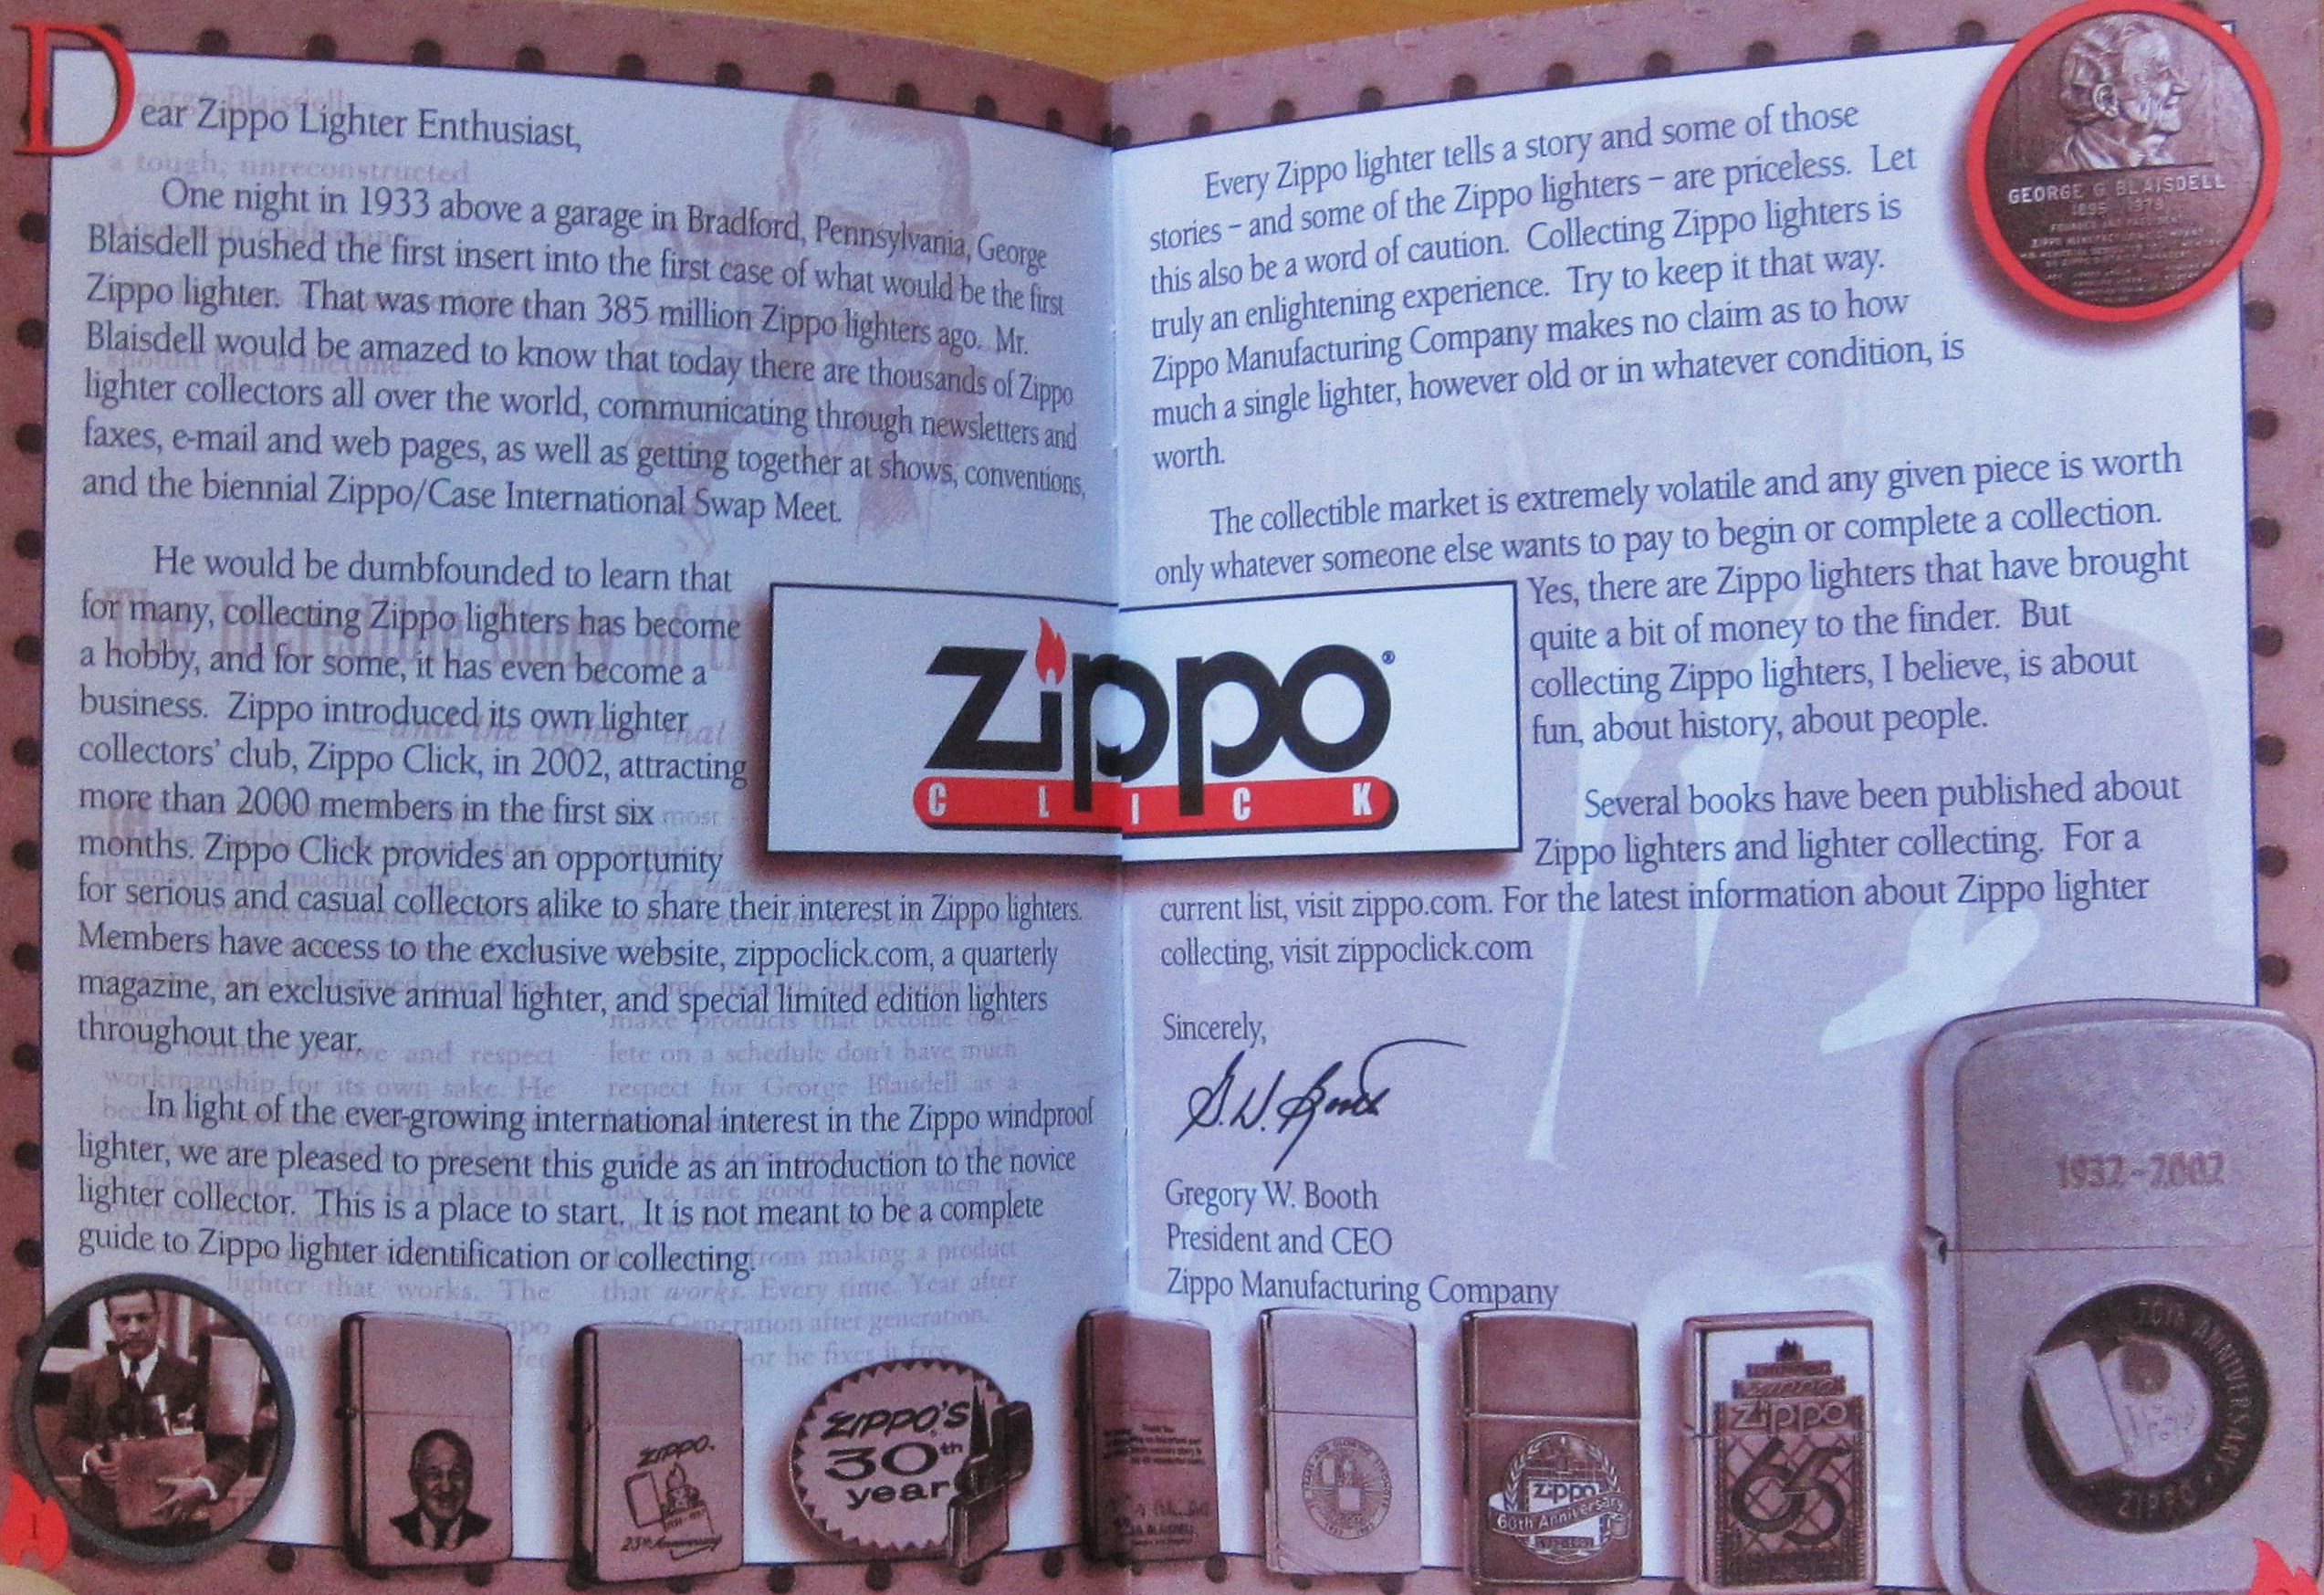 Dear Zippo Lighter Enthusiast,
One night in 1933 above a garage in Bradford, Pennsylvania, George
Blaisdell pushed the first insert into the first case of what would be the first
Zippo lighter. That was more than 385 million Zippo lighters ago. Mr.
Blaisdell would be amazed to know that today there are thousands of Zippo
lighter collectors all over the world, communicating through newsletters and
faxes, e-mail and web pages, as well as getting together at shows, conventions,
and the biennial Zippo/Case International Swap Meet.
He would be dumbfounded to learn that
for many, collecting Zippo lighters has become
a hobby, and for some, it has even become a
business. Zippo introduced its own lighter
collectors' club, Zippo Click, in 2002, attracting
more than 2000 members in the first six
months. Zippo Click provides an opportunity
for serious and casual collectors alike to share their interest in Zippo lighters.
Members have access to the exclusive website, zippoclick.com, a quarterly
magazine, an exclusive annual lighter, and special limited edition lighters
throughout the year.
In light of the ever-growing international interest in the Zippo windproof
lighter, we are pleased to present this guide as an introduction to the novice
lighter collector. This is a place to start. It is not meant to be a complete
guide to Zippo lighter identification or collecting.
1
Zippo®
CLICK
Every Zippo lighter tells a story and some of those
stories – and some of the Zippo lighters – are priceless. Let
this also be a word of caution. Collecting Zippo lighters is
truly an enlightening experience. Try to keep it that way.
Zippo Manufacturing Company makes no claim as to how
much a single lighter, however old or in whatever condition, is
worth.
The collectible market is extremely volatile and any given piece is worth
only whatever someone else wants to pay to begin or complete a collection.
Yes, there are Zippo lighters that have brought
quite a bit of money to the finder. But
collecting Zippo lighters, I believe, is about
fun, about history, about people.
Several books have been published about
Zippo lighters and lighter collecting. For a
current list, visit zippo.com. For the latest information about Zippo lighter
collecting, visit zippoclick.com
Sincerely,
G.W. Booth
Gregory W. Booth
President and CEO
Zippo Manufacturing Company
GEORGE G BLAISDELL
ZIPPO.
25th Anniversary
ZIPPO'S
30th
year
Zippo
60th Anniversary
Zippo
65
1932-2002
70TH ANNIVERSARY
ZIPPO